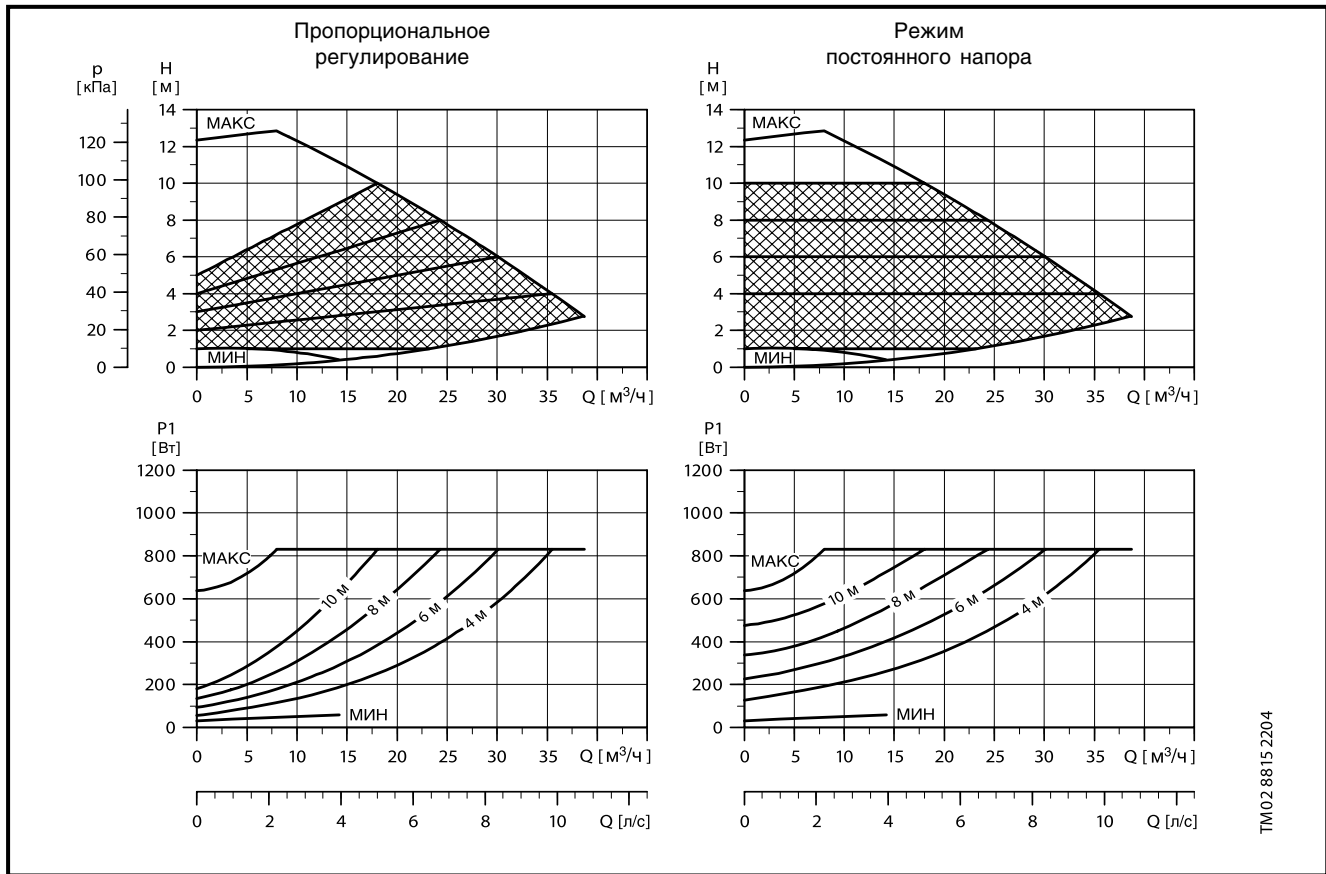 Пропорциональное
регулирование
Режим
постоянного напора
p
[кПа]
H
[м]
14
12
10
8
6
4
2
0
120
100
80
60
40
20
0
МАКС
МИН
0 5 10 15 20 25 30 35 Q [м³/ч]
H
[м]
14
12
10
8
6
4
2
0
МАКС
МИН
0 5 10 15 20 25 30 35 Q [м³/ч]
P1
[Вт]
1200
1000
800
600
400
200
0
МАКС
10 м
8 м
6 м
4 м
МИН
0 5 10 15 20 25 30 35 Q [м³/ч]
0 2 4 6 8 10 Q [л/с]
P1
[Вт]
1200
1000
800
600
400
200
0
МАКС
10 м
8 м
6 м
4 м
МИН
0 5 10 15 20 25 30 35 Q [м³/ч]
0 2 4 6 8 10 Q [л/с]
TM02 8815 2204